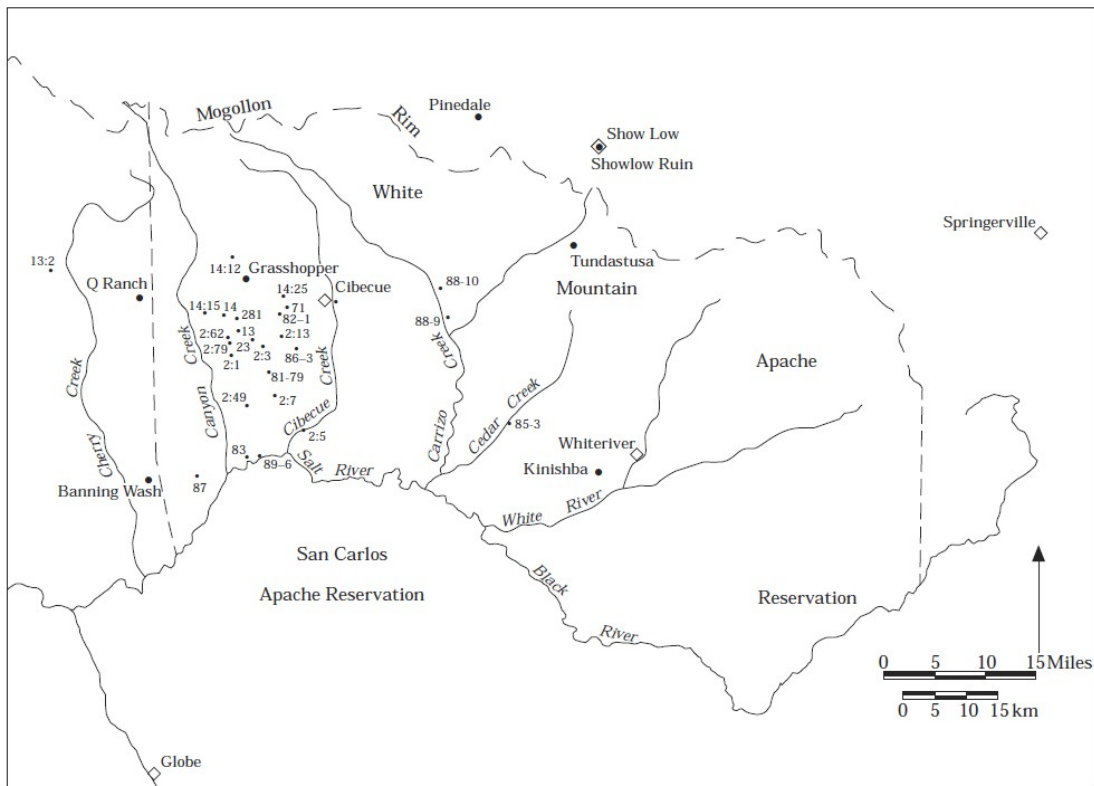 Mogollon
Rim
Pinedale
Show Low
Showlow Ruin
White
Springerville
13:2
14:12
Grasshopper
Tundastusa
Q Ranch
14:25
Cibecue
88-10
Mountain
14:15
14
281
71
82–1
88-9
2:62
13
2:13
Creek
Creek
2:79
23
2:3
86–3
Creek
Creek
Apache
2:1
81-79
Canyon
2:49
2:7
Cibecue
Creek
Cedar
85-3
Cherry
2:5
Carrizo
Whiteriver
83
89–6
Salt
River
Kinishba
Banning Wash
87
White
River
San Carlos
Apache Reservation
Black
River
Reservation
0 5 10 15 Miles
0 5 10 15 km
Globe